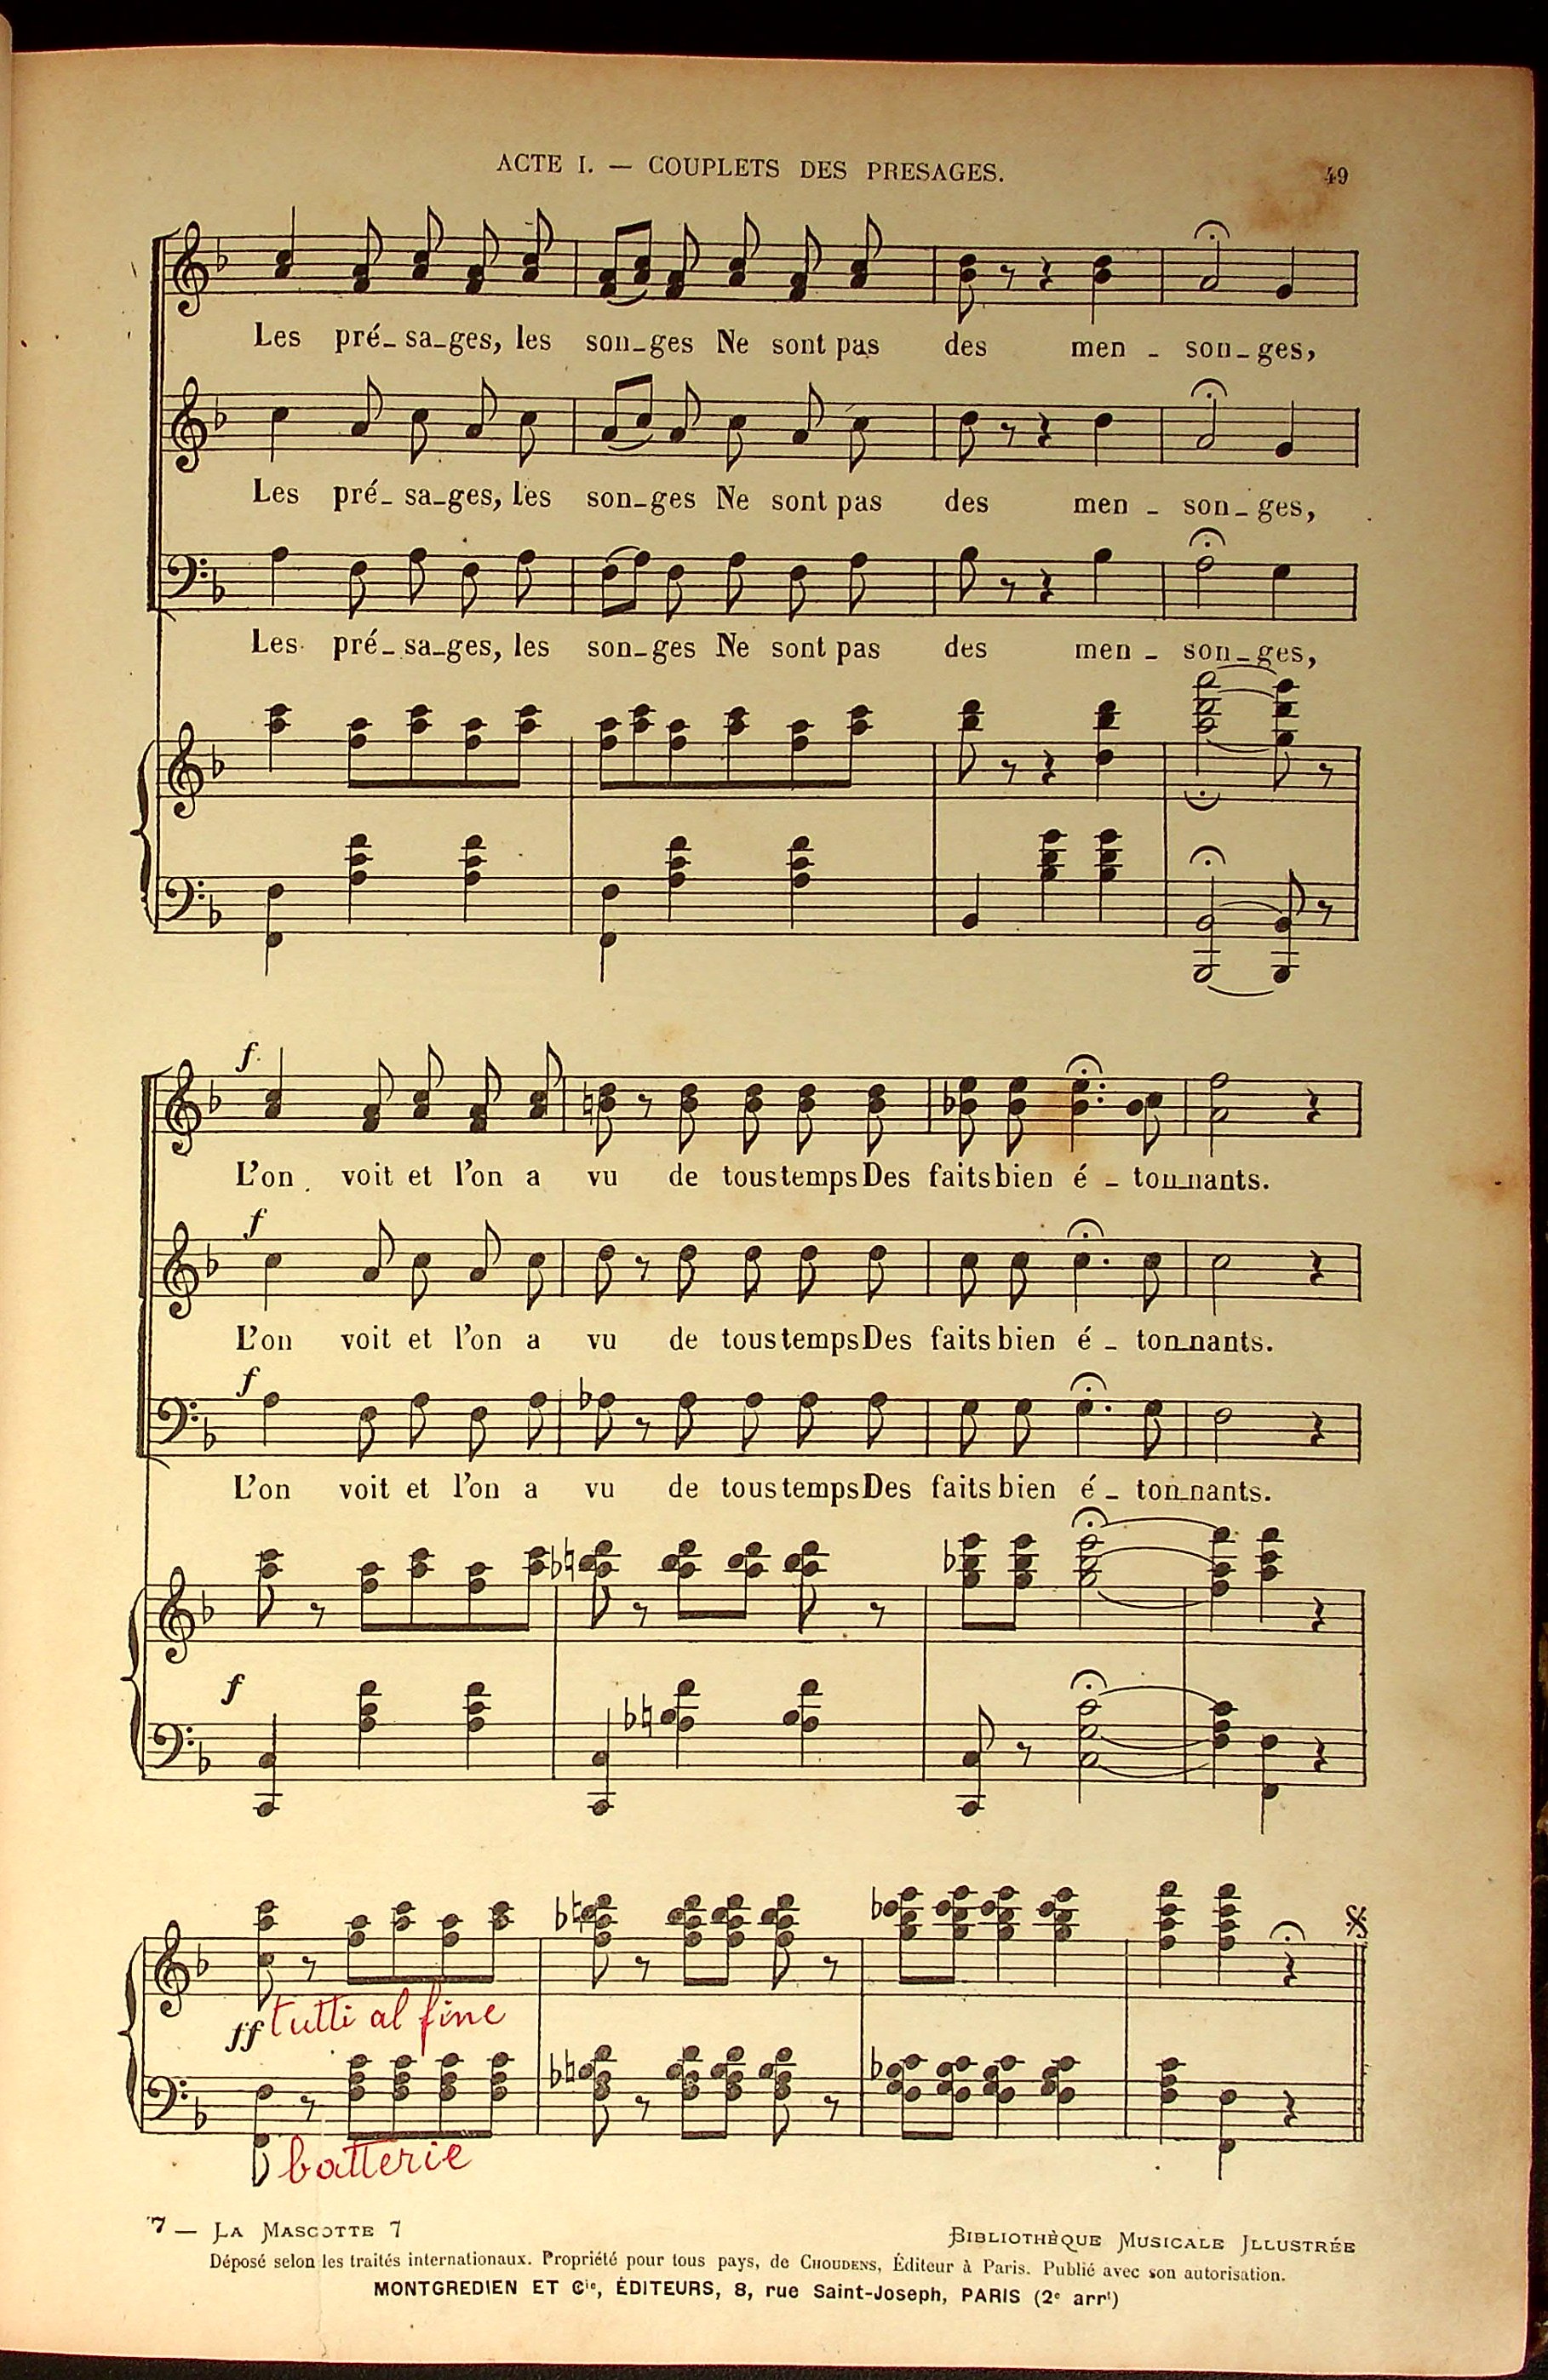 ACTE I. — COUPLETS DES PRESAGES. 49
Les pré_sa_ges, les son_ges Ne sont pas des men _ son_ges,
Les pré_sa_ges, les son_ges Ne sont pas des men _ son_ges,
Les pré_sa_ges, les son_ges Ne sont pas des men _ son_ges,
f
L'on voit et l'on a vu de tous temps Des faits bien é _ ton_nants.
f
L'on voit et l'on a vu de tous temps Des faits bien é _ ton_nants.
f
L'on voit et l'on a vu de tous temps Des faits bien é _ ton_nants.
f
ff tutti al fine
batterie
7 — LA MASCOTTE 7 BIBLIOTHÈQUE MUSICALE ILLUSTRÉE
Déposé selon les traités internationaux. Propriété pour tous pays, de CHOUDENS, Éditeur à Paris. Publié avec son autorisation.
MONTGREDIEN ET Cie, ÉDITEURS, 8, rue Saint-Joseph, PARIS (2e arrt)